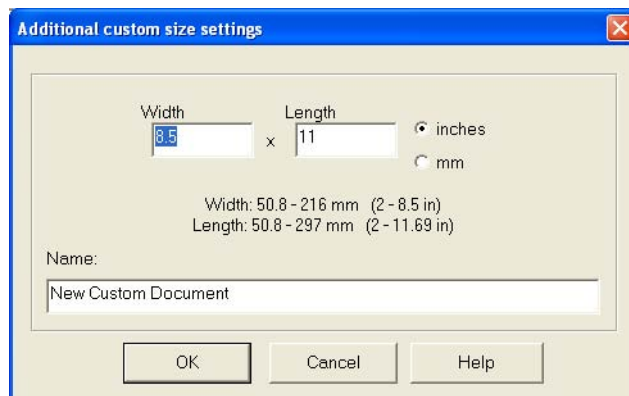 Additional custom size settings
Width Length
8.5 x 11
inches
mm
Width: 50.8 - 216 mm (2 - 8.5 in)
Length: 50.8 - 297 mm (2 - 11.69 in)
Name:
New Custom Document
OK Cancel Help